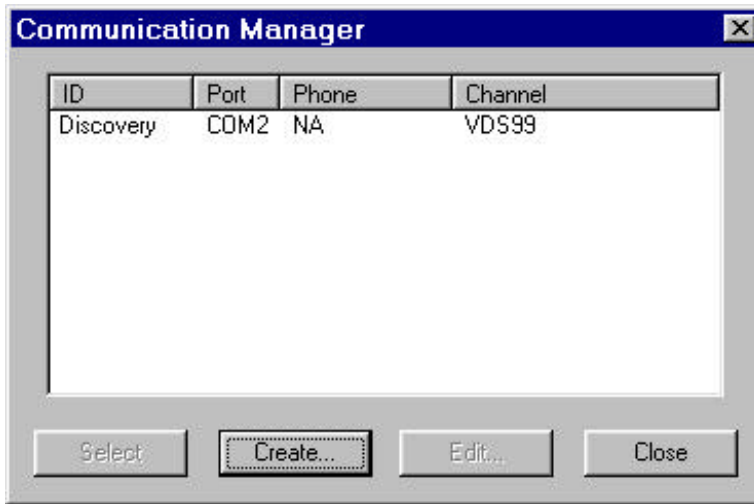 Communication Manager
ID Port Phone Channel
Discovery COM2 NA VDS99
Select Create... Edit... Close